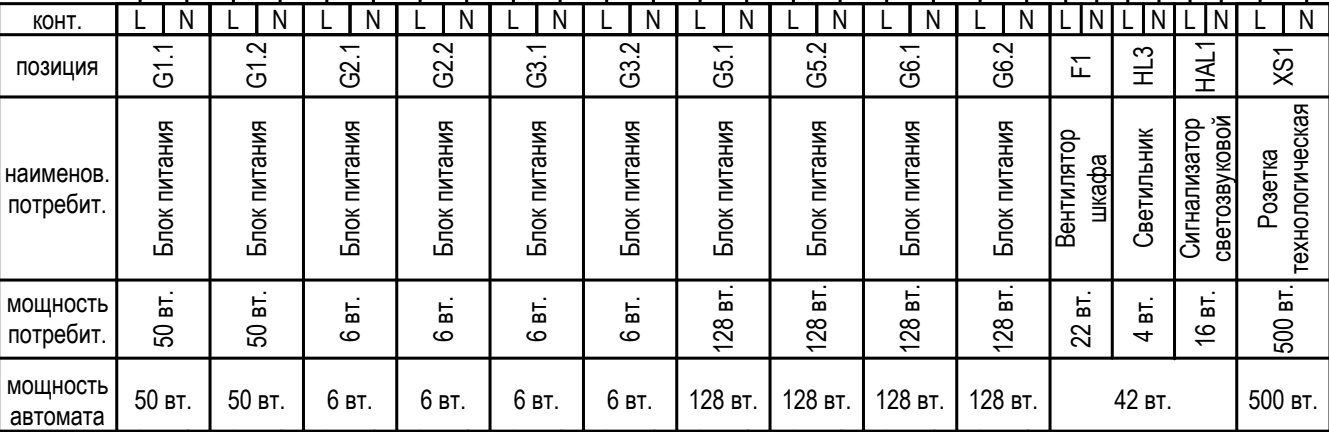 конт. L N L N L N L N L N L N L N L N L N L N L N L N L N L N
позиция G1.1 G1.2 G2.1 G2.2 G3.1 G3.2 G5.1 G5.2 G6.1 G6.2 F1 HL3 HAL1 XS1
наименов.
потребит.
Блок питания
Блок питания
Блок питания
Блок питания
Блок питания
Блок питания
Блок питания
Блок питания
Блок питания
Блок питания
Вентилятор
шкафа
Светильник
Сигнализатор
светозвуковой
Розетка
технологическая
мощность
потребит.
50 вт. 50 вт. 6 вт. 6 вт. 6 вт. 6 вт. 128 вт. 128 вт. 128 вт. 128 вт. 22 вт. 4 вт. 16 вт. 500 вт.
мощность
автомата
50 вт. 50 вт. 6 вт. 6 вт. 6 вт. 6 вт. 128 вт. 128 вт. 128 вт. 128 вт. 42 вт. 500 вт.